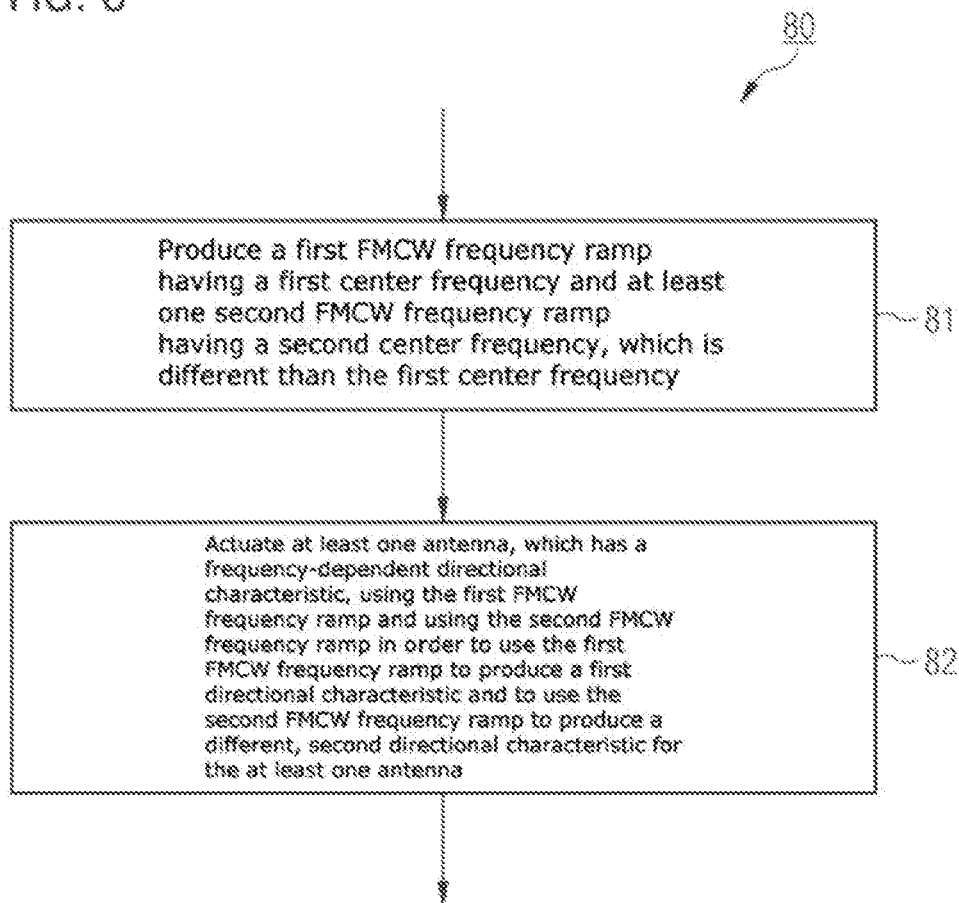 80
Produce a first FMCW frequency ramp
having a first center frequency and at least
one second FMCW frequency ramp
having a second center frequency, which is
different than the first center frequency
81
Actuate at least one antenna, which has a
frequency-dependent directional
characteristic, using the first FMCW
frequency ramp and using the second FMCW
frequency ramp in order to use the first
FMCW frequency ramp to produce a first
directional characteristic and to use the
second FMCW frequency ramp to produce a
different, second directional characteristic for
the at least one antenna
82